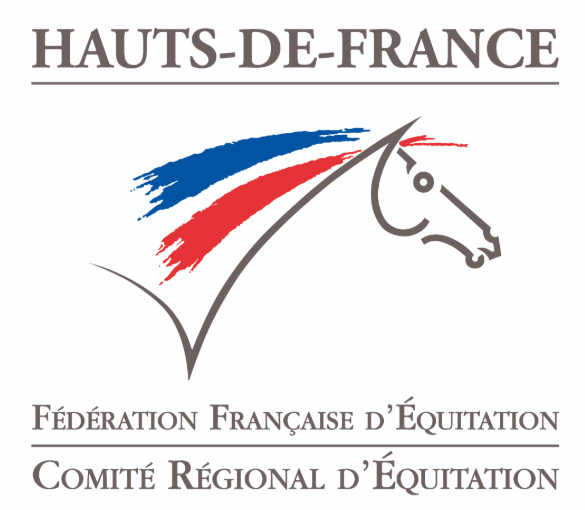 HAUTS-DE-FRANCE
FÉDÉRATION FRANÇAISE D'ÉQUITATION
COMITÉ RÉGIONAL D'ÉQUITATION